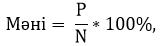 Мәні = P/N * 100%,